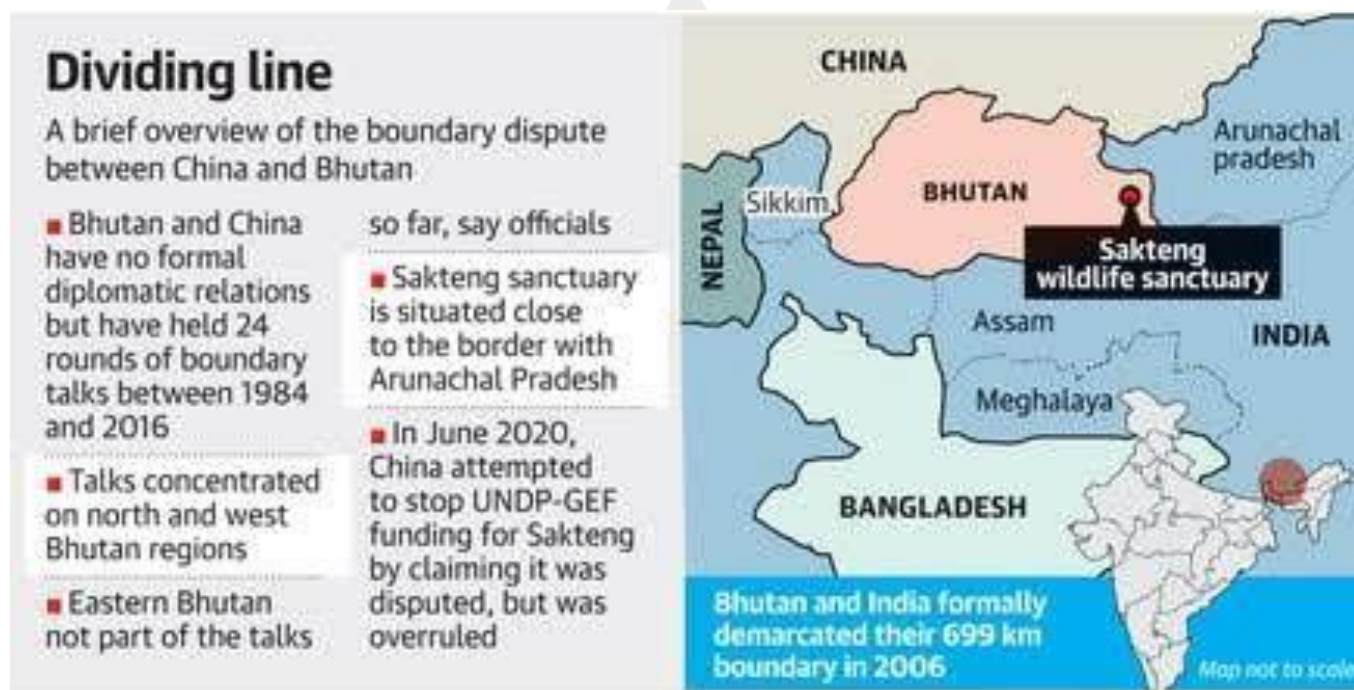 Dividing line
A brief overview of the boundary dispute
between China and Bhutan
■ Bhutan and China
have no formal
diplomatic relations
but have held 24
rounds of boundary
talks between 1984
and 2016
■ Talks concentrated
on north and west
Bhutan regions
■ Eastern Bhutan
not part of the talks
so far, say officials
■ Sakteng sanctuary
is situated close
to the border with
Arunachal Pradesh
■ In June 2020,
China attempted
to stop UNDP-GEF
funding for Sakteng
by claiming it was
disputed, but was
overruled
CHINA
Arunachal
pradesh
BHUTAN
Sikkim
NEPAL
Sakteng
wildlife sanctuary
Assam
INDIA
Meghalaya
BANGLADESH
Bhutan and India formally
demarcated their 699 km
boundary in 2006
Map not to scale